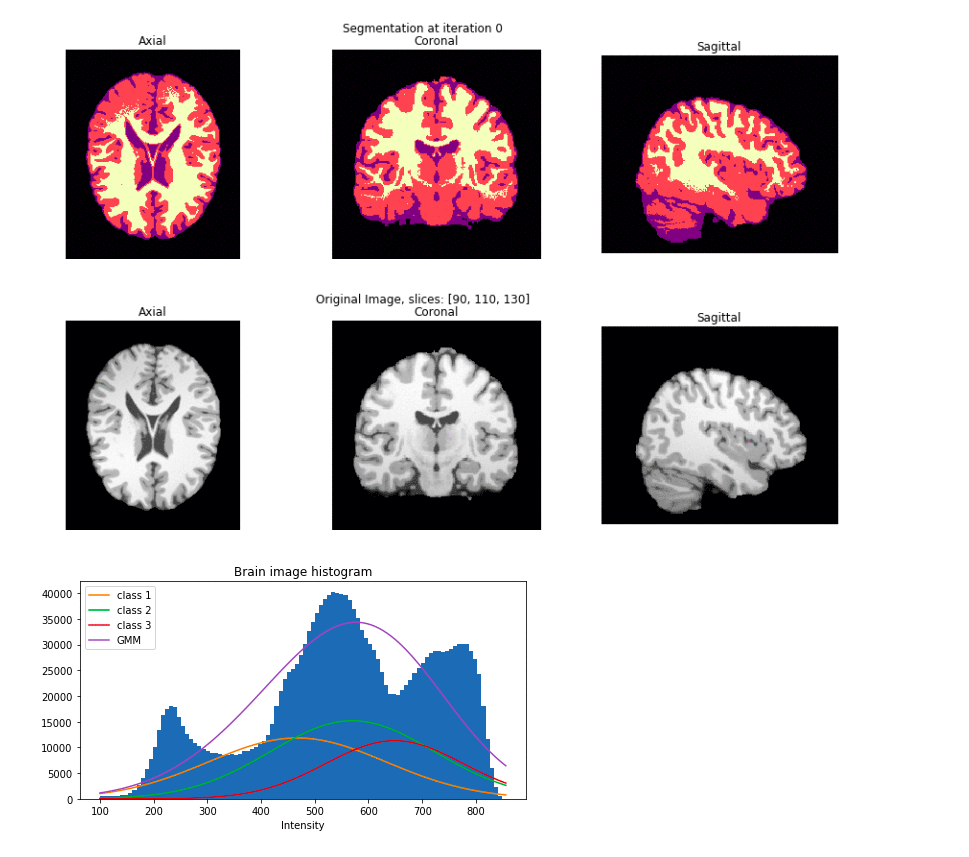 Segmentation at iteration 0
Axial
Coronal
Sagittal
Original Image, slices: [90, 110, 130]
Axial
Coronal
Sagittal
Brain image histogram
class 1
class 2
class 3
GMM
40000
35000
30000
25000
20000
15000
10000
5000
0
100 200 300 400 500 600 700 800
Intensity